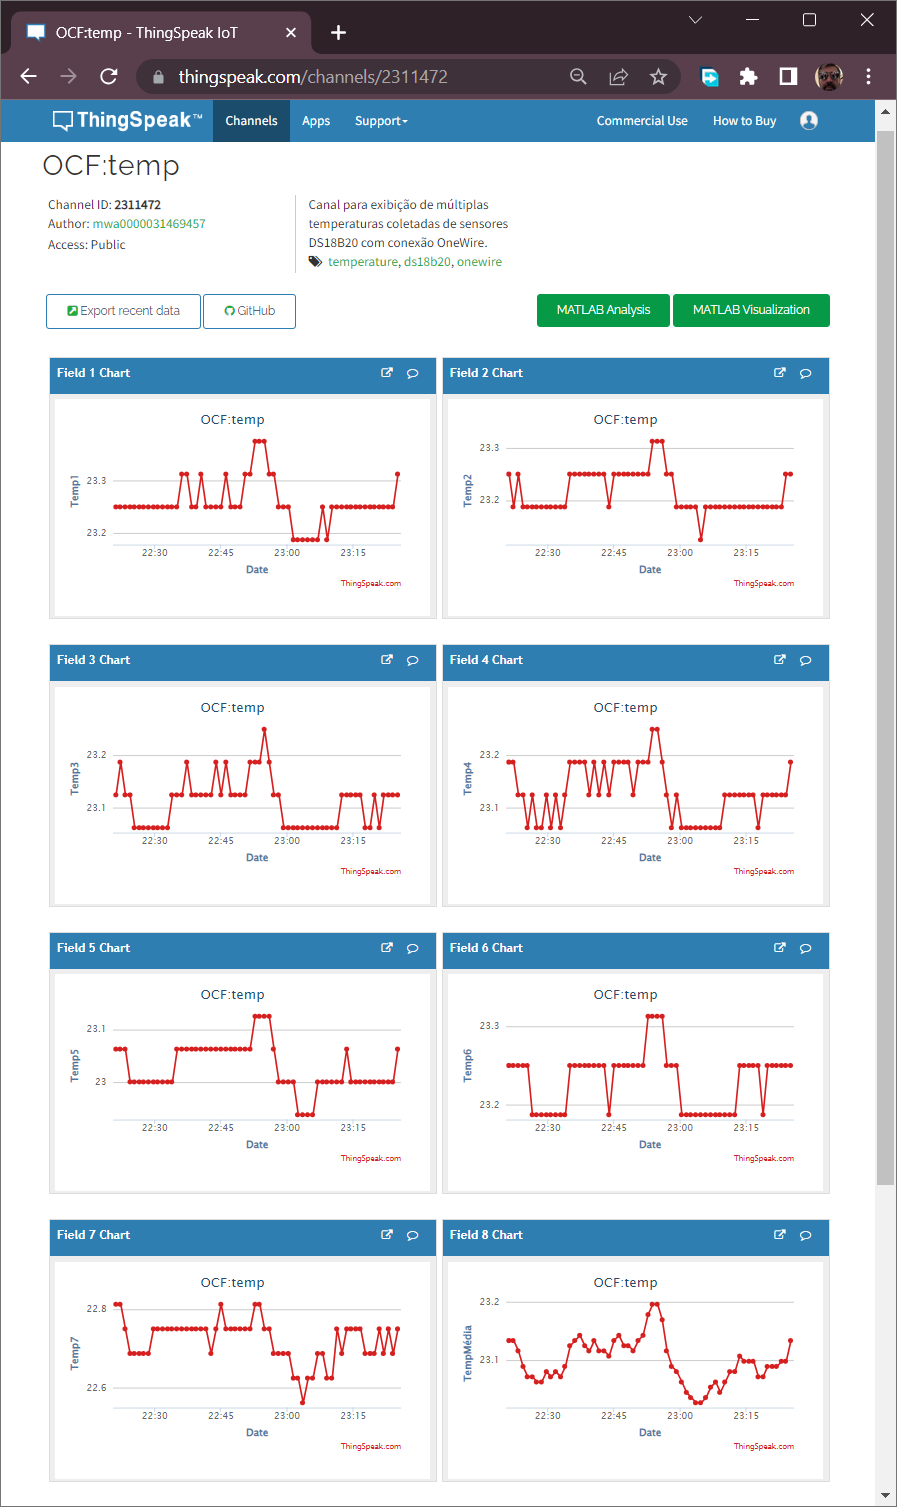 OCF:temp - ThingSpeak IoT
thingspeak.com/channels/2311472
ThingSpeak™ Channels Apps Support Commercial Use How to Buy
OCF:temp
Channel ID: 2311472
Author: mwa0000031469457
Access: Public
Canal para exibição de múltiplas
temperaturas coletadas de sensores
DS18B20 com conexão OneWire.
temperature, ds18b20, onewire
Export recent data GitHub MATLAB Analysis MATLAB Visualization
Field 1 Chart
OCF:temp
Temp1
23.3
23.2
22:30 22:45 23:00 23:15
Date
ThingSpeak.com
Field 2 Chart
OCF:temp
Temp2
23.3
23.2
22:30 22:45 23:00 23:15
Date
ThingSpeak.com
Field 3 Chart
OCF:temp
Temp3
23.2
23.1
22:30 22:45 23:00 23:15
Date
ThingSpeak.com
Field 4 Chart
OCF:temp
Temp4
23.2
23.1
22:30 22:45 23:00 23:15
Date
ThingSpeak.com
Field 5 Chart
OCF:temp
Temp5
23.1
23
22:30 22:45 23:00 23:15
Date
ThingSpeak.com
Field 6 Chart
OCF:temp
Temp6
23.3
23.2
22:30 22:45 23:00 23:15
Date
ThingSpeak.com
Field 7 Chart
OCF:temp
Temp7
22.8
22.6
22:30 22:45 23:00 23:15
Date
ThingSpeak.com
Field 8 Chart
OCF:temp
TempMédia
23.2
23.1
22:30 22:45 23:00 23:15
Date
ThingSpeak.com